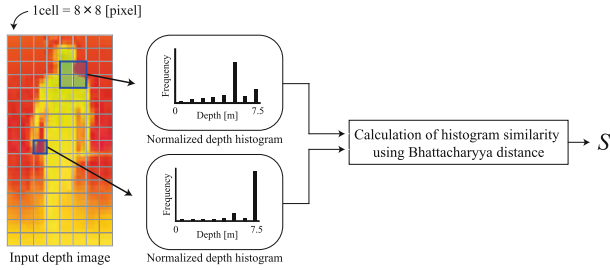 1cell = 8 × 8 [pixel]
Input depth image
Frequency
0
Depth [m]
7.5
Normalized depth histogram
Frequency
0
Depth [m]
7.5
Normalized depth histogram
Calculation of histogram similarity
using Bhattacharyya distance
S